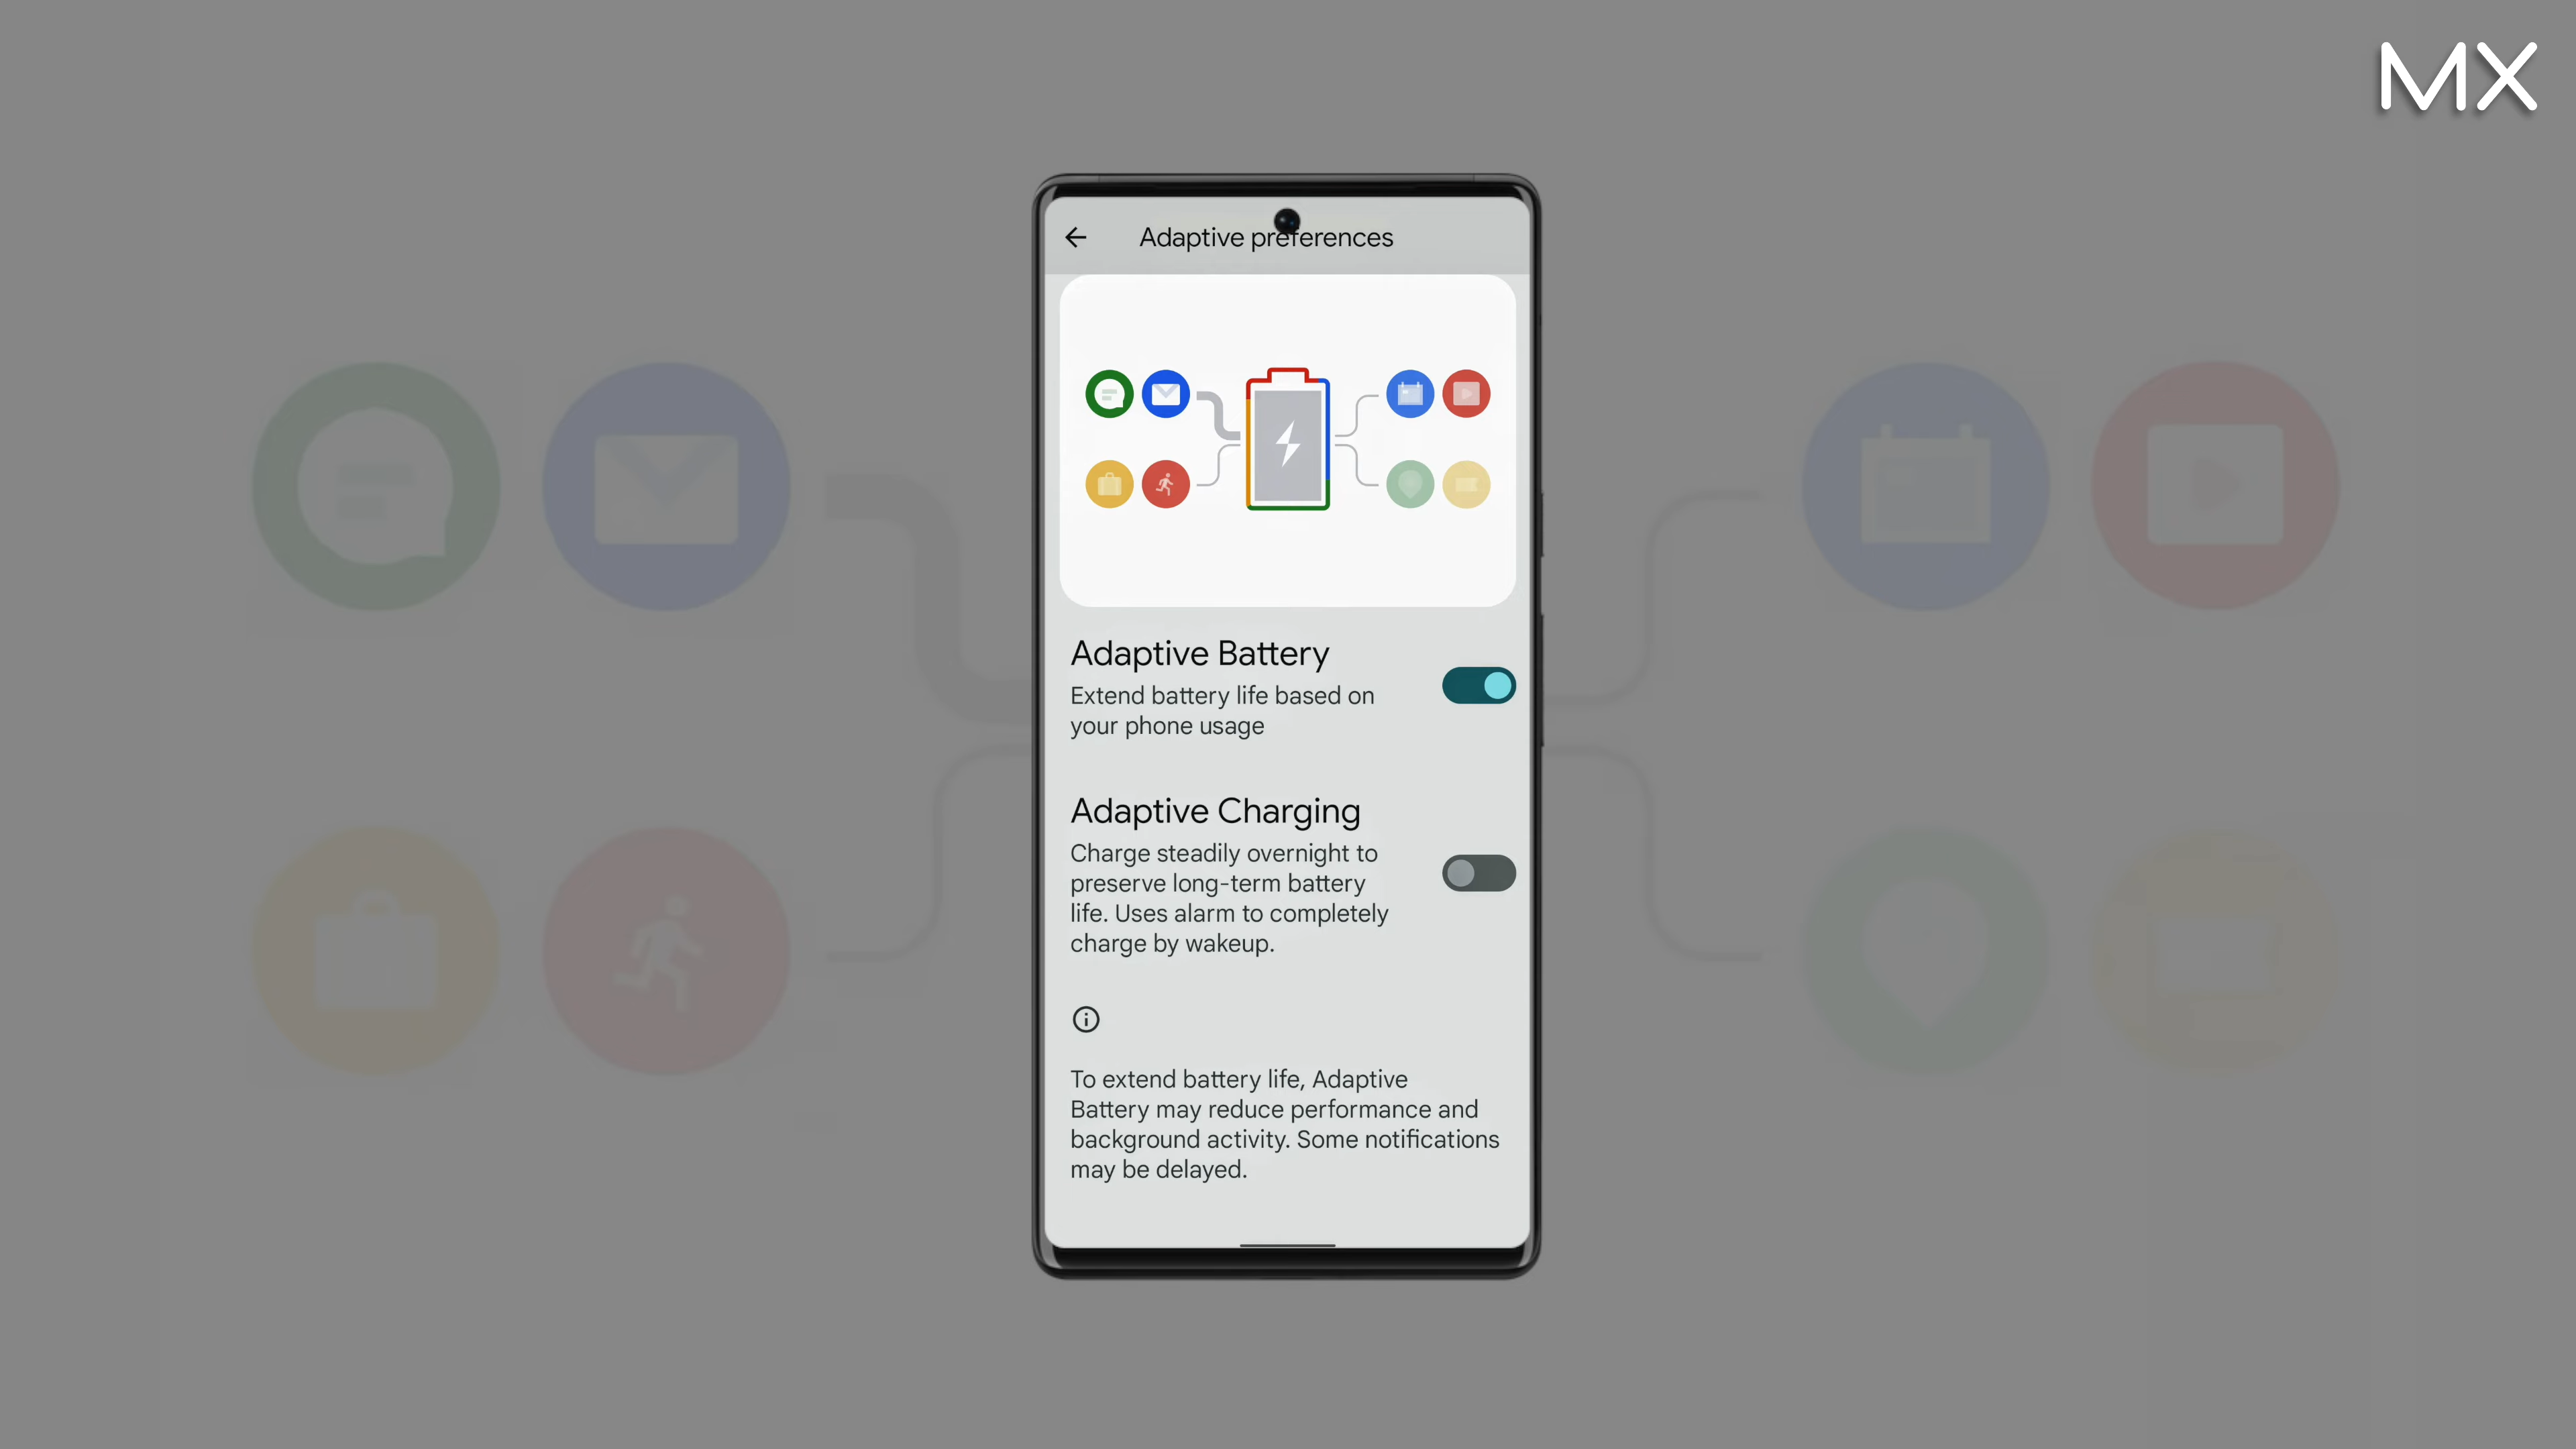 MX
Adaptive preferences
Adaptive Battery
Extend battery life based on
your phone usage
Adaptive Charging
Charge steadily overnight to
preserve long-term battery
life. Uses alarm to completely
charge by wakeup.
To extend battery life, Adaptive
Battery may reduce performance and
background activity. Some notifications
may be delayed.